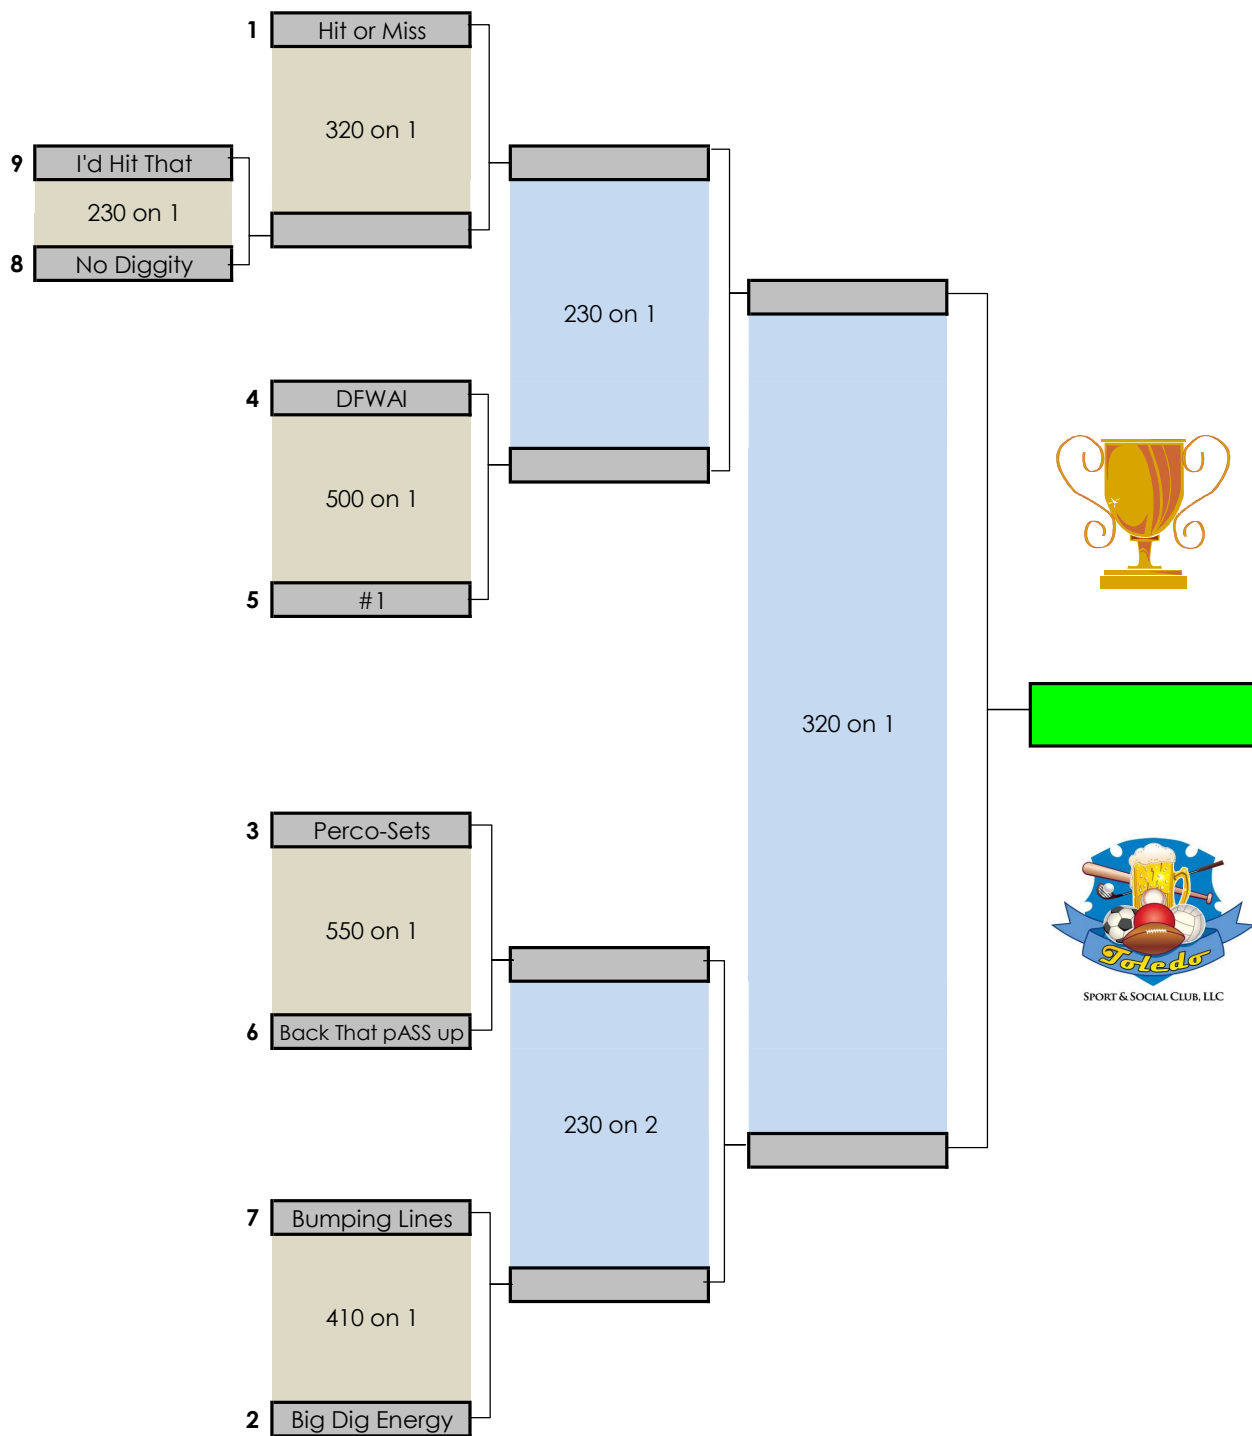 1 Hit or Miss
320 on 1
9 I'd Hit That
230 on 1
8 No Diggity
230 on 1
4 DFWAI
500 on 1
5 #1
320 on 1
3 Perco-Sets
550 on 1
6 Back That pASS up
230 on 2
7 Bumping Lines
410 on 1
2 Big Dig Energy
Toledo
SPORT & SOCIAL CLUB, LLC